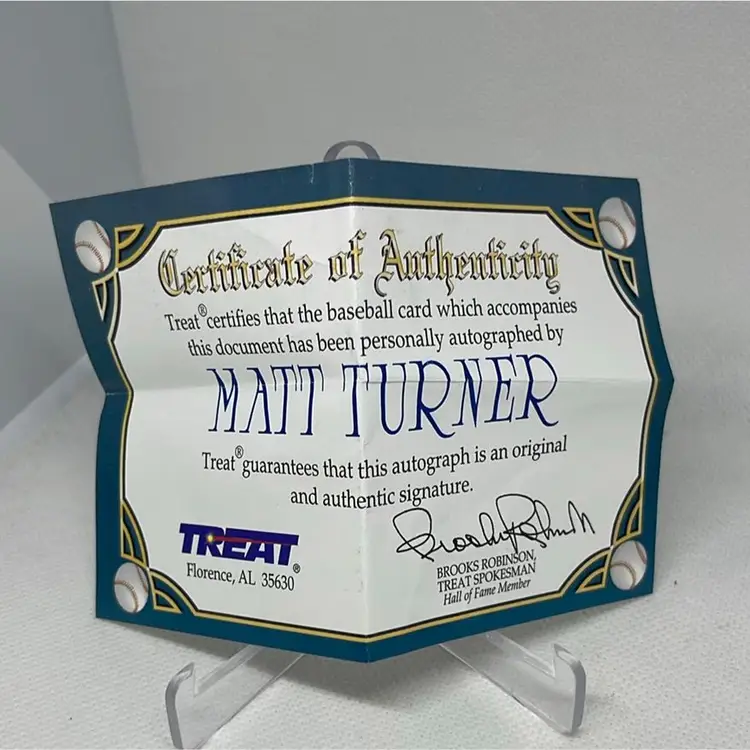 Certificate of Authenticity
Treat® certifies that the baseball card which accompanies
this document has been personally autographed by
MATT TURNER
Treat® guarantees that this autograph is an original
and authentic signature.
TREAT®
Florence, AL 35630
Brooks Robinson
BROOKS ROBINSON,
TREAT SPOKESMAN
Hall of Fame Member